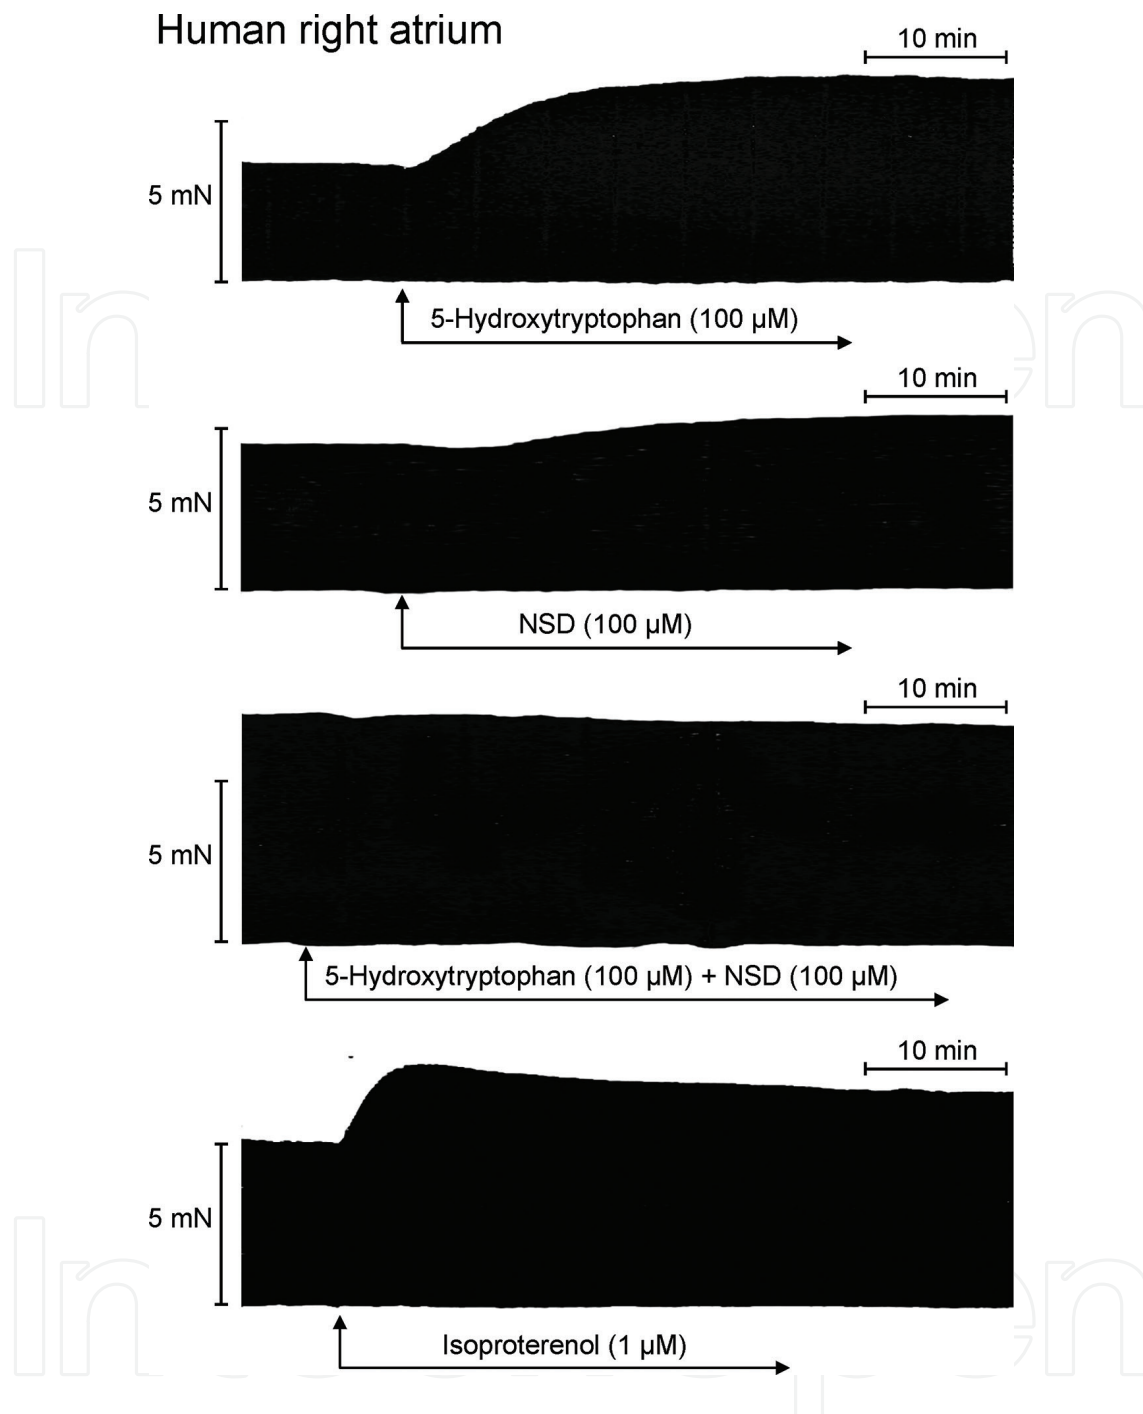 Human right atrium
10 min
5 mN
5-Hydroxytryptophan (100 µM)
10 min
5 mN
NSD (100 µM)
10 min
5 mN
5-Hydroxytryptophan (100 µM) + NSD (100 µM)
10 min
5 mN
Isoproterenol (1 µM)